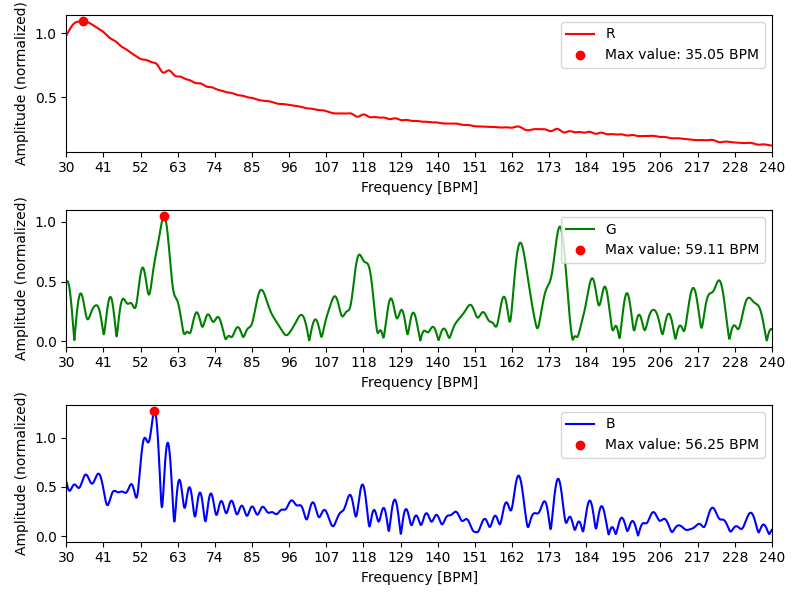 Amplitude (normalized)
1.0
0.5
R
Max value: 35.05 BPM
30 41 52 63 74 85 96 107 118 129 140 151 162 173 184 195 206 217 228 240
Frequency [BPM]
Amplitude (normalized)
1.0
0.5
0.0
G
Max value: 59.11 BPM
30 41 52 63 74 85 96 107 118 129 140 151 162 173 184 195 206 217 228 240
Frequency [BPM]
Amplitude (normalized)
1.0
0.5
0.0
B
Max value: 56.25 BPM
30 41 52 63 74 85 96 107 118 129 140 151 162 173 184 195 206 217 228 240
Frequency [BPM]